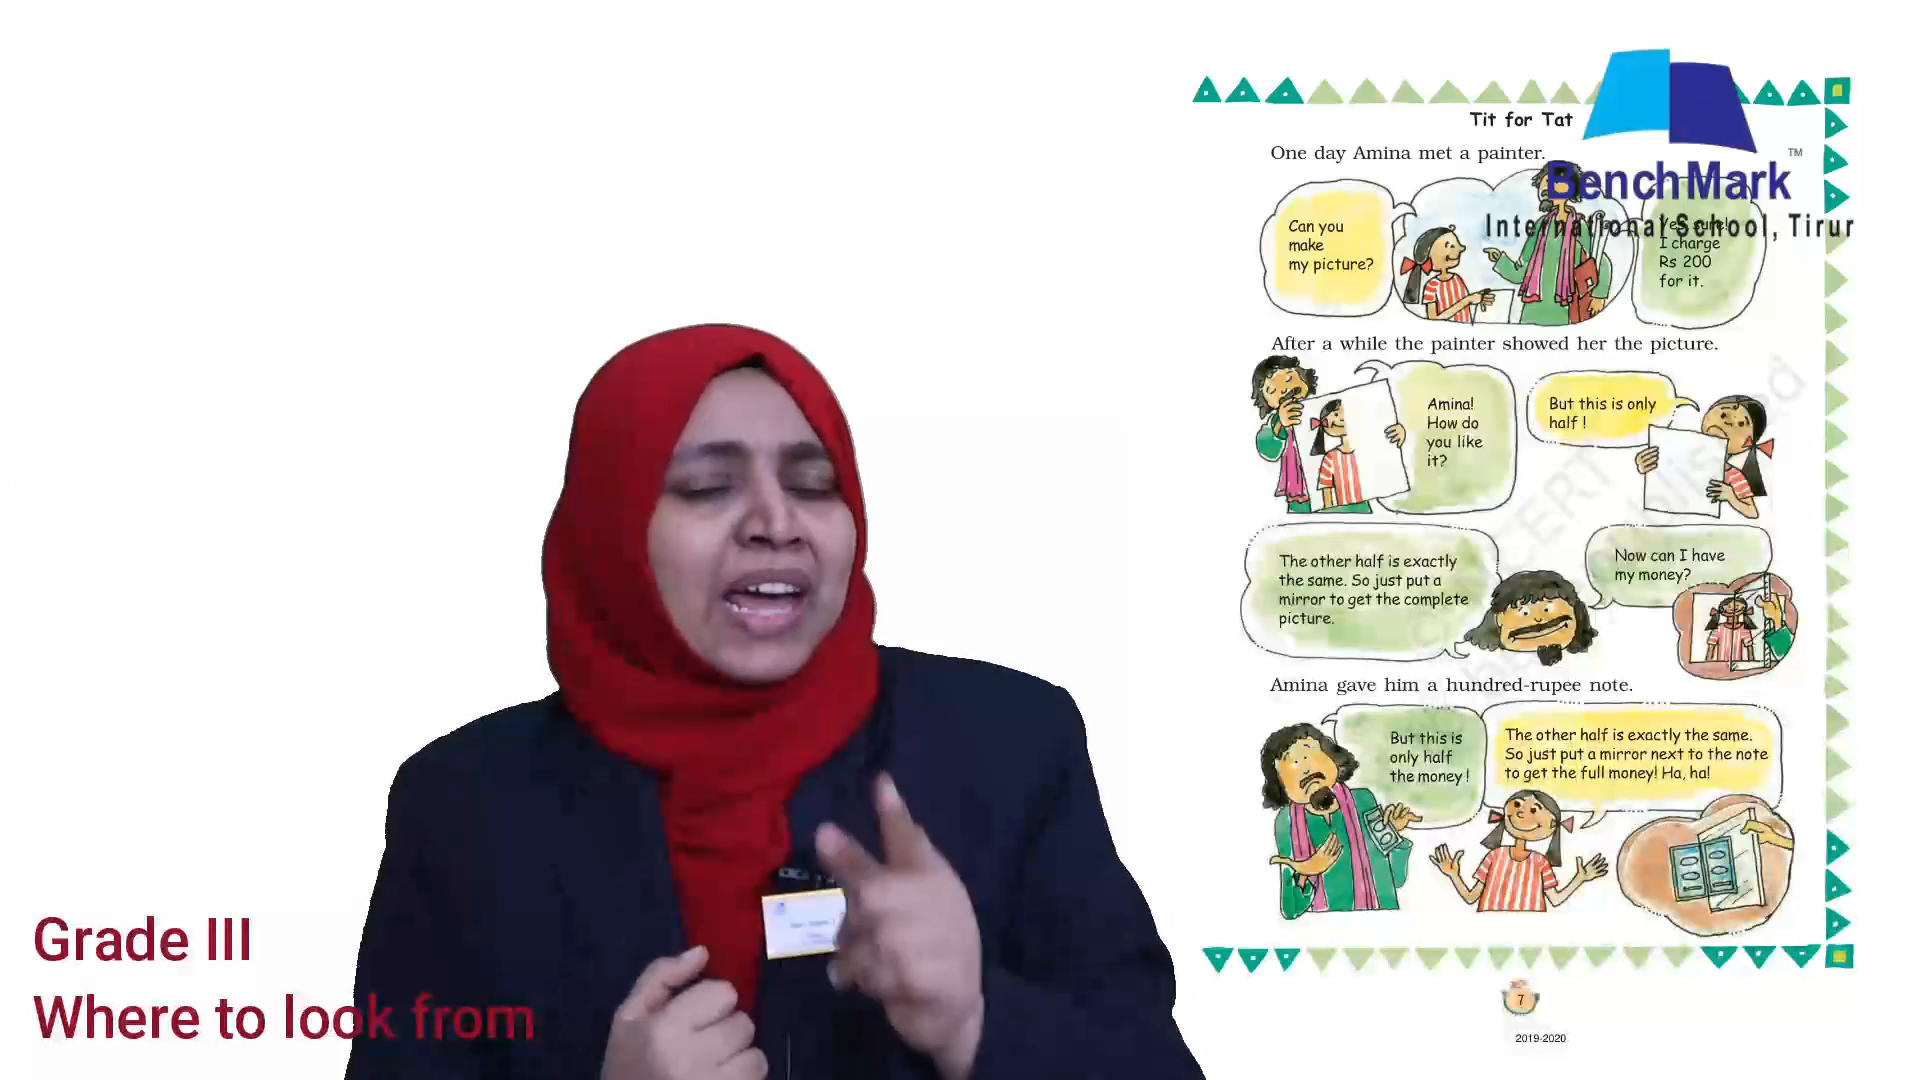 Tit for Tat
One day Amina met a painter.
BenchMark
TM
International School, Tirur
Can you
make
my picture?
Yes, sure!
I charge
Rs 200
for it.
After a while the painter showed her the picture.
Amina!
How do
you like
it?
But this is only
half !
The other half is exactly
the same. So just put a
mirror to get the complete
picture.
Now can I have
my money?
Amina gave him a hundred-rupee note.
But this is
only half
the money !
The other half is exactly the same.
So just put a mirror next to the note
to get the full money! Ha, ha!
Grade III
Where to look from
7
2019-2020